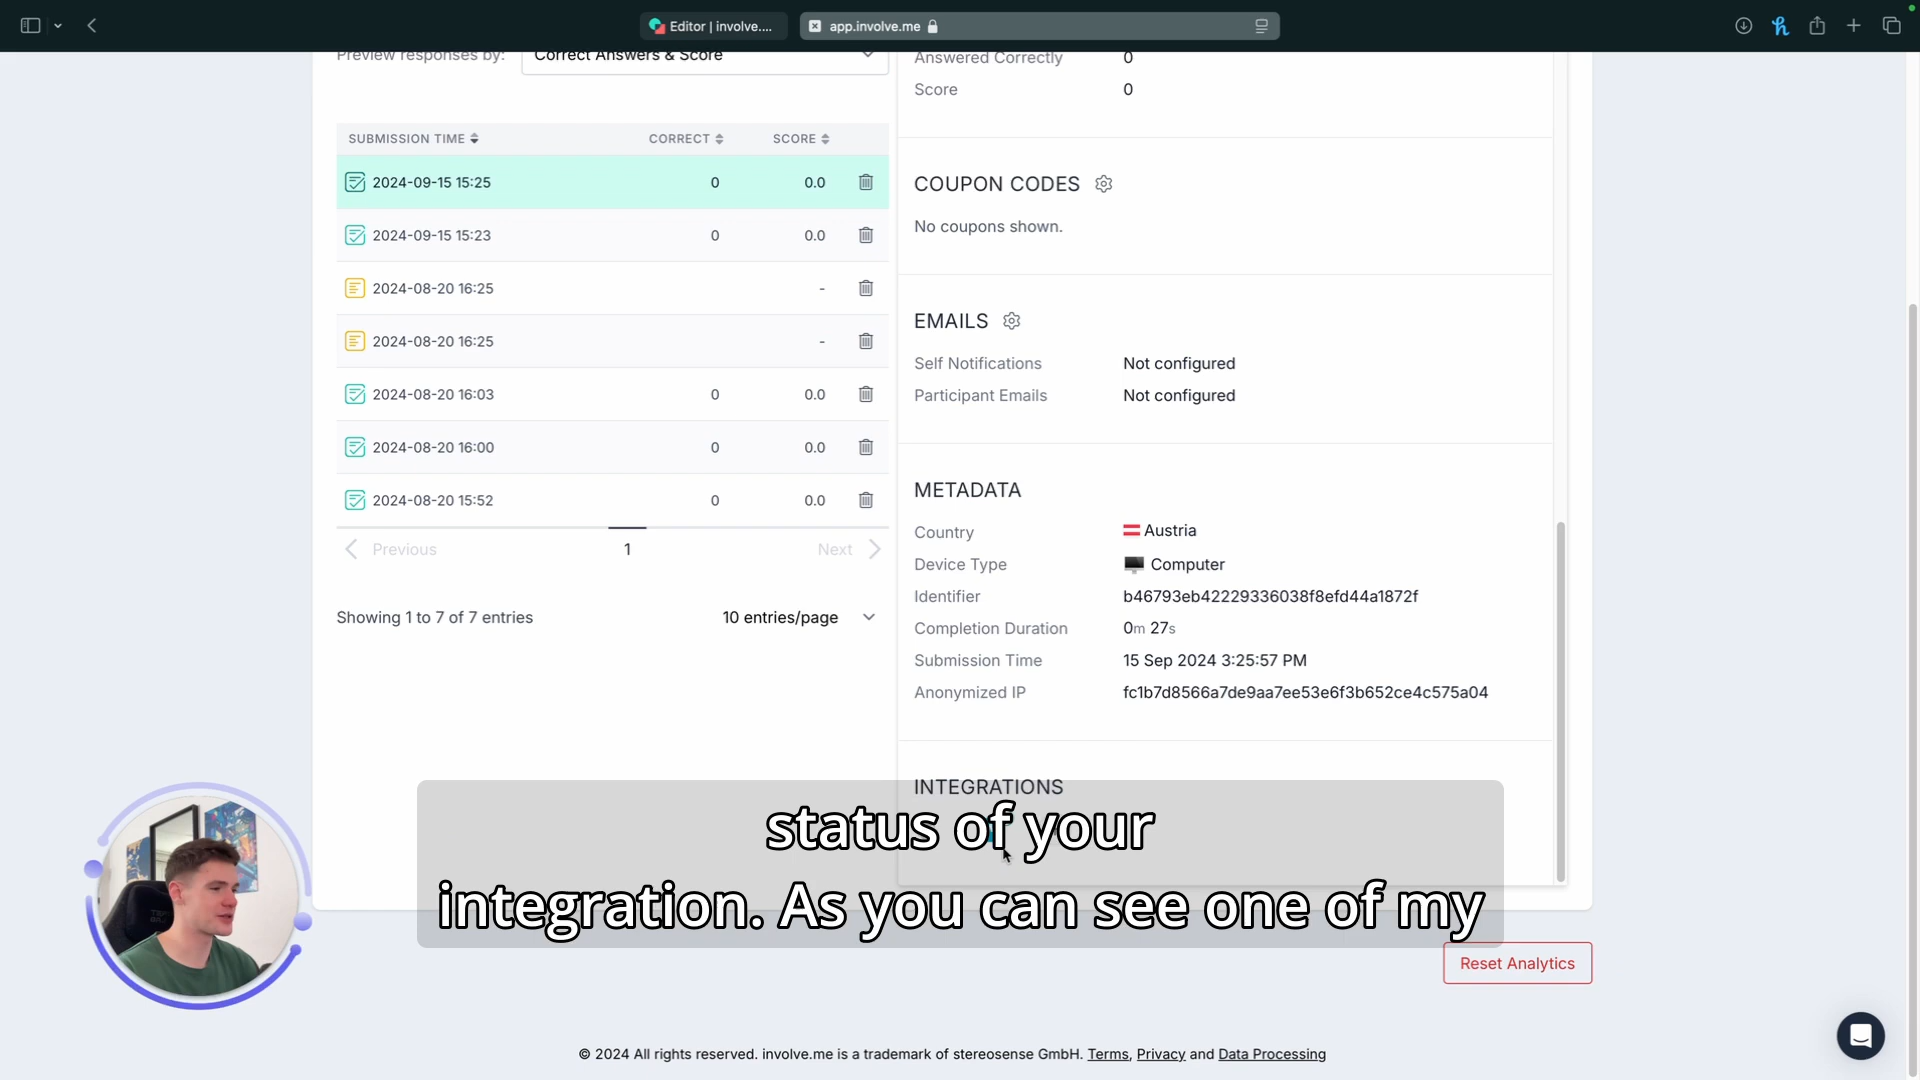 Editor | involve.me...
app.involve.me
Preview responses by:
Correct Answers & Score
SUBMISSION TIME CORRECT SCORE
2024-09-15 15:25 0 0.0
2024-09-15 15:23 0 0.0
2024-08-20 16:25 -
2024-08-20 16:25 -
2024-08-20 16:03 0 0.0
2024-08-20 16:00 0 0.0
2024-08-20 15:52 0 0.0
Previous 1 Next
Showing 1 to 7 of 7 entries 10 entries/page
Answered Correctly 0
Score 0
COUPON CODES
No coupons shown.
EMAILS
Self Notifications Not configured
Participant Emails Not configured
METADATA
Country Austria
Device Type Computer
Identifier b46793eb42229336038f8efd44a1872f
Completion Duration 0m 27s
Submission Time 15 Sep 2024 3:25:57 PM
Anonymized IP fc1b7d8566a7de9aa7ee53e6f3b652ce4c575a04
INTEGRATIONS
status of your
integration. As you can see one of my
Reset Analytics
© 2024 All rights reserved. involve.me is a trademark of stereosense GmbH. Terms, Privacy and Data Processing